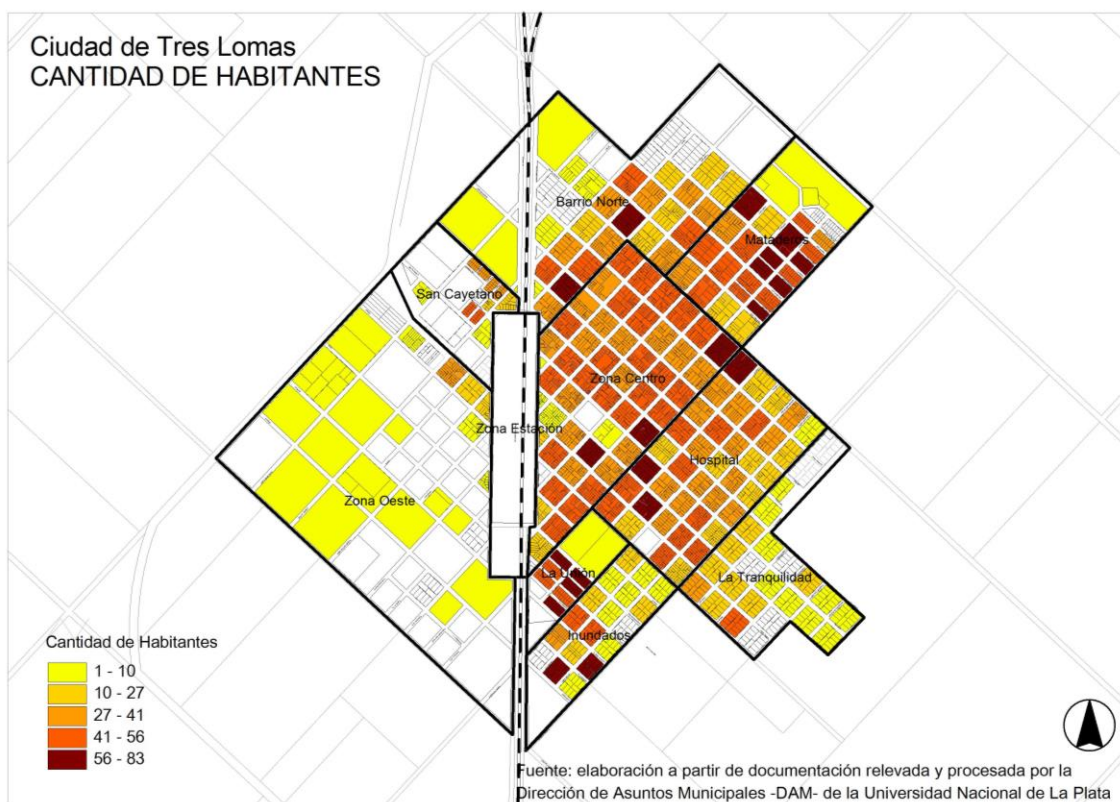 Ciudad de Tres Lomas
CANTIDAD DE HABITANTES
Barrio Norte
Mataderos
San Cayetano
Zona Centro
Zona Estación
Hospital
Zona Oeste
La Unión
La Tranquilidad
Inundados
Cantidad de Habitantes
1 - 10
10 - 27
27 - 41
41 - 56
56 - 83
Fuente: elaboración a partir de documentación relevada y procesada por la
Dirección de Asuntos Municipales -DAM- de la Universidad Nacional de La Plata